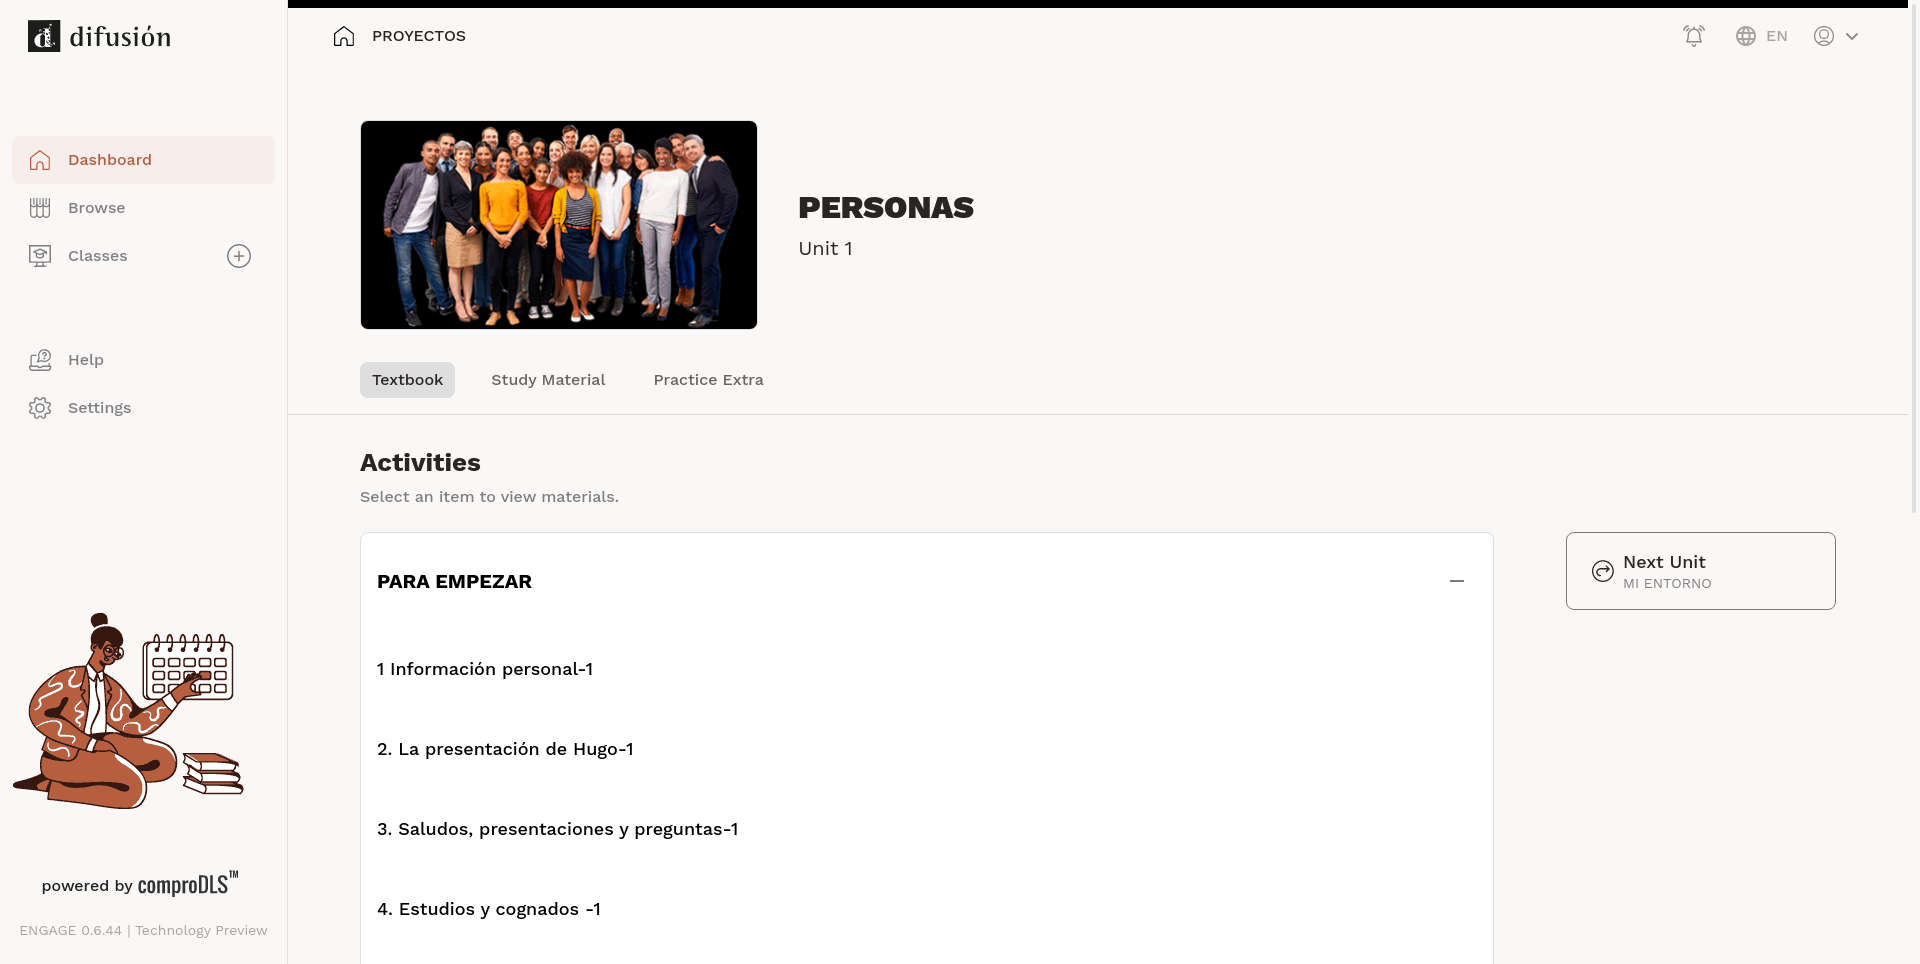 difusión
Dashboard
Browse
Classes
Help
Settings
powered by comproDLS™
ENGAGE 0.6.44 | Technology Preview
PROYECTOS
EN
PERSONAS
Unit 1
Textbook
Study Material
Practice Extra
Activities
Select an item to view materials.
PARA EMPEZAR
1 Información personal-1
2. La presentación de Hugo-1
3. Saludos, presentaciones y preguntas-1
4. Estudios y cognados -1
Next Unit
MI ENTORNO